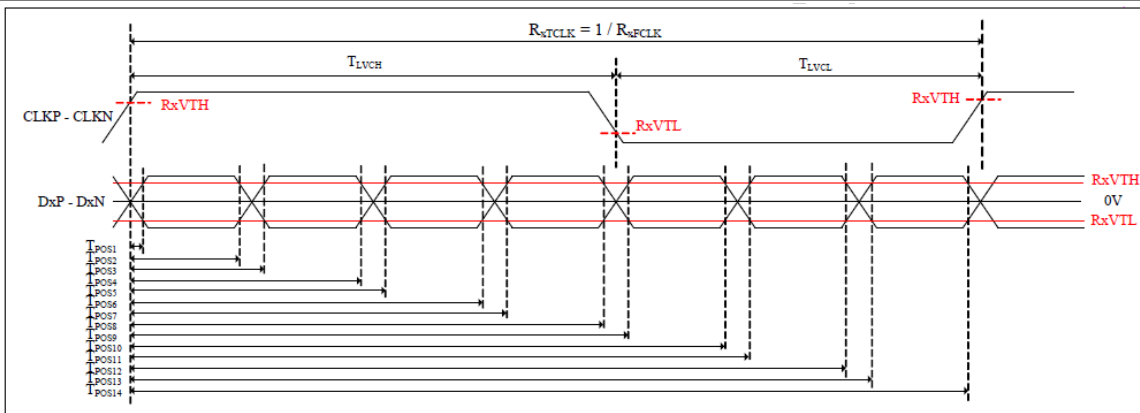 RxTCLK = 1 / RxFCLK
TLVCH
TLVCL
CLKP - CLKN
RxVTH
RxVTL
RxVTH
DxP - DxN
RxVTH
0V
RxVTL
TPOS1
TPOS2
TPOS3
TPOS4
TPOS5
TPOS6
TPOS7
TPOS8
TPOS9
TPOS10
TPOS11
TPOS12
TPOS13
TPOS14